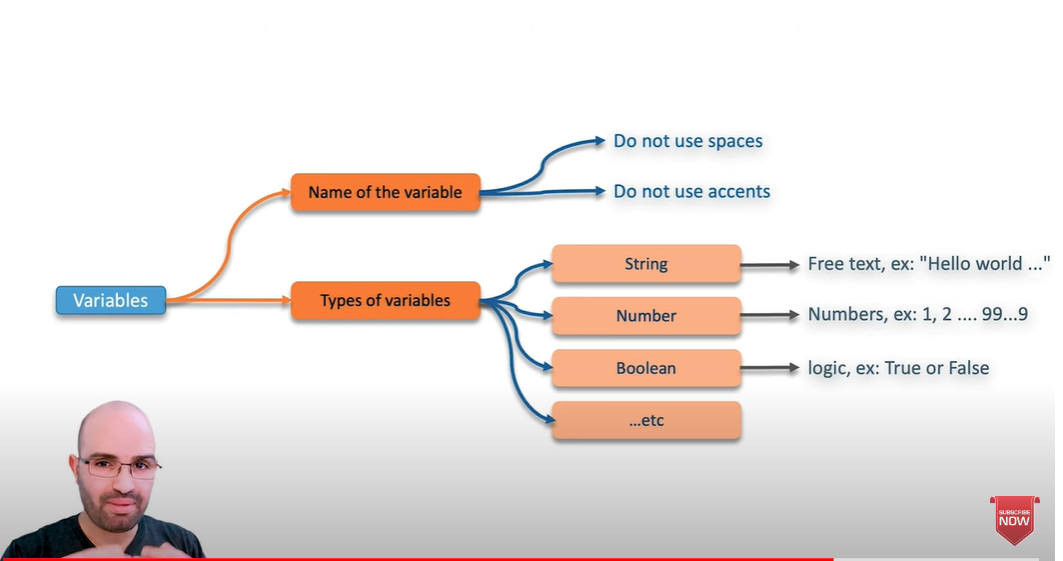 Do not use spaces
Name of the variable
Do not use accents
String
Free text, ex: "Hello world ..."
Variables
Types of variables
Number
Numbers, ex: 1, 2 .... 99...9
Boolean
logic, ex: True or False
...etc
SUBSCRIBE
NOW